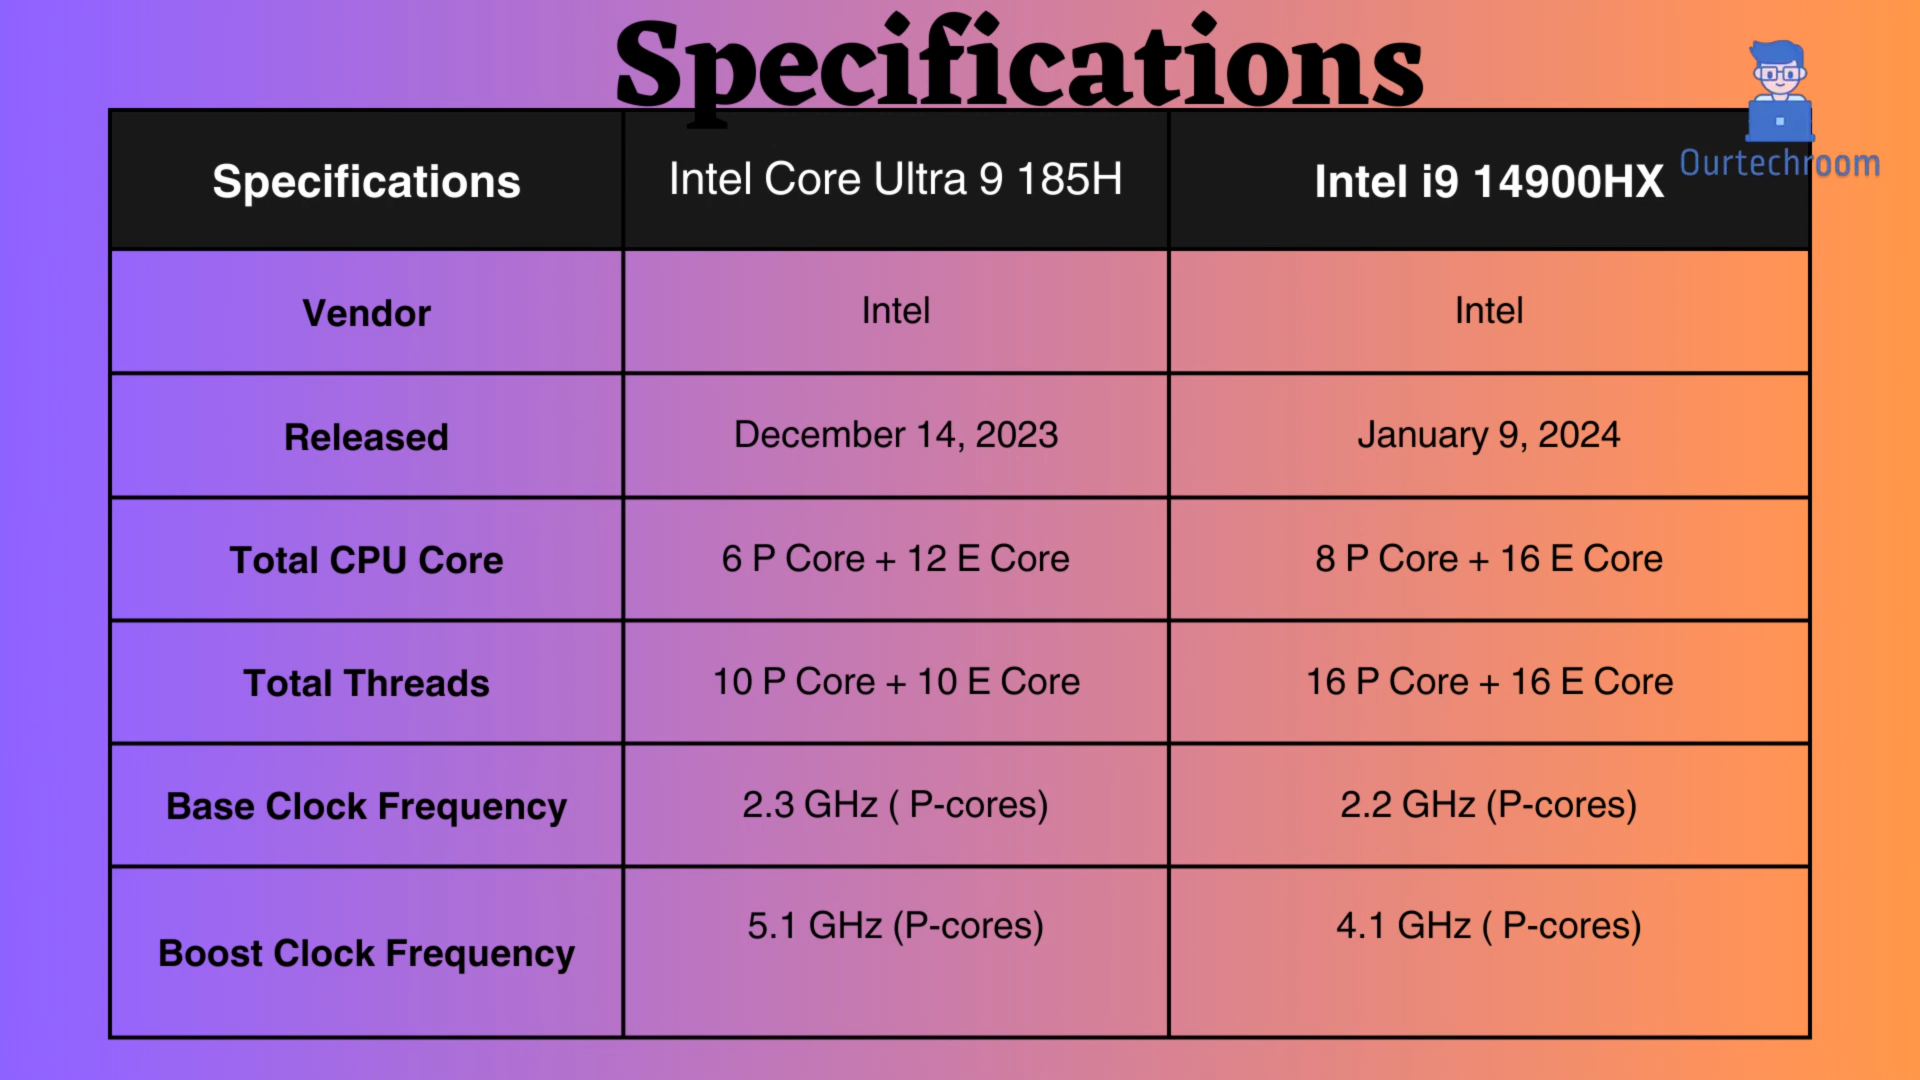 Specifications
Ourtechroom
Specifications Intel Core Ultra 9 185H Intel i9 14900HX
Vendor Intel Intel
Released December 14, 2023 January 9, 2024
Total CPU Core 6 P Core + 12 E Core 8 P Core + 16 E Core
Total Threads 10 P Core + 10 E Core 16 P Core + 16 E Core
Base Clock Frequency 2.3 GHz ( P-cores) 2.2 GHz (P-cores)
Boost Clock Frequency 5.1 GHz (P-cores) 4.1 GHz ( P-cores)